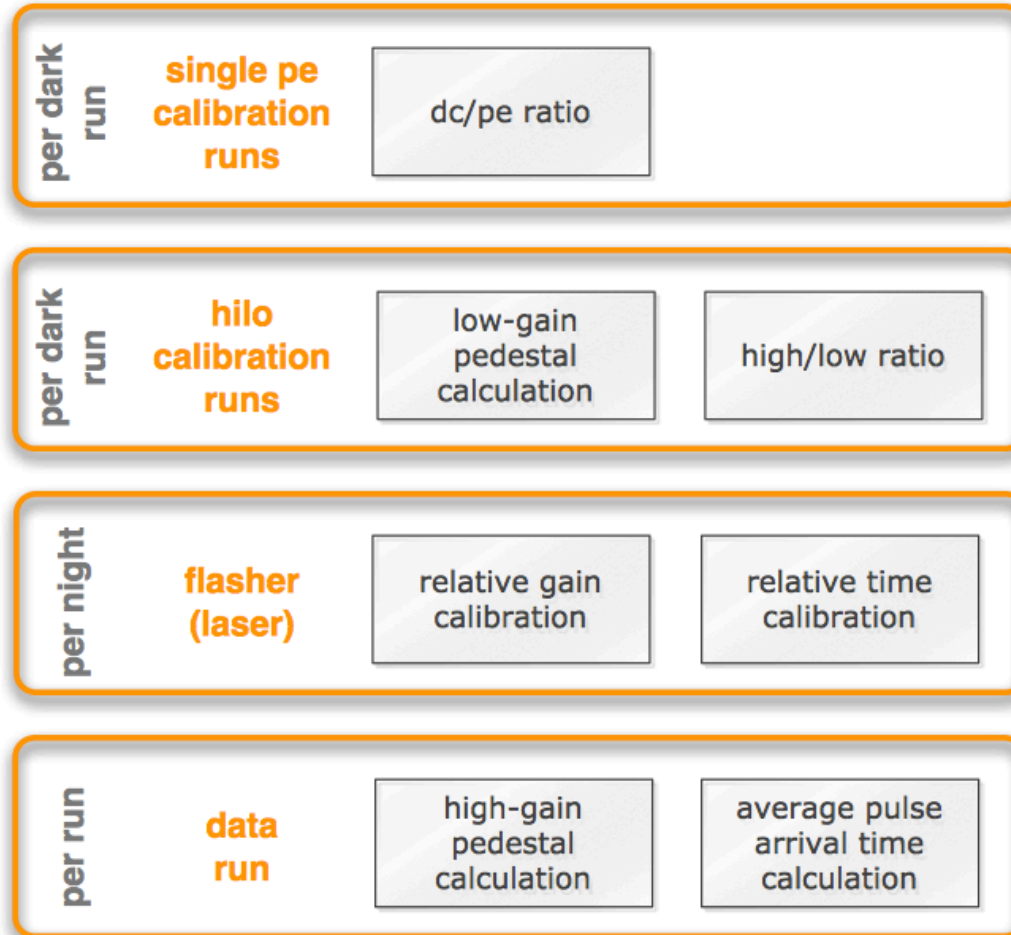 per dark
run
single pe
calibration
runs
dc/pe ratio
per dark
run
hilo
calibration
runs
low-gain
pedestal
calculation
high/low ratio
per night
flasher
(laser)
relative gain
calibration
relative time
calibration
per run
data
run
high-gain
pedestal
calculation
average pulse
arrival time
calculation